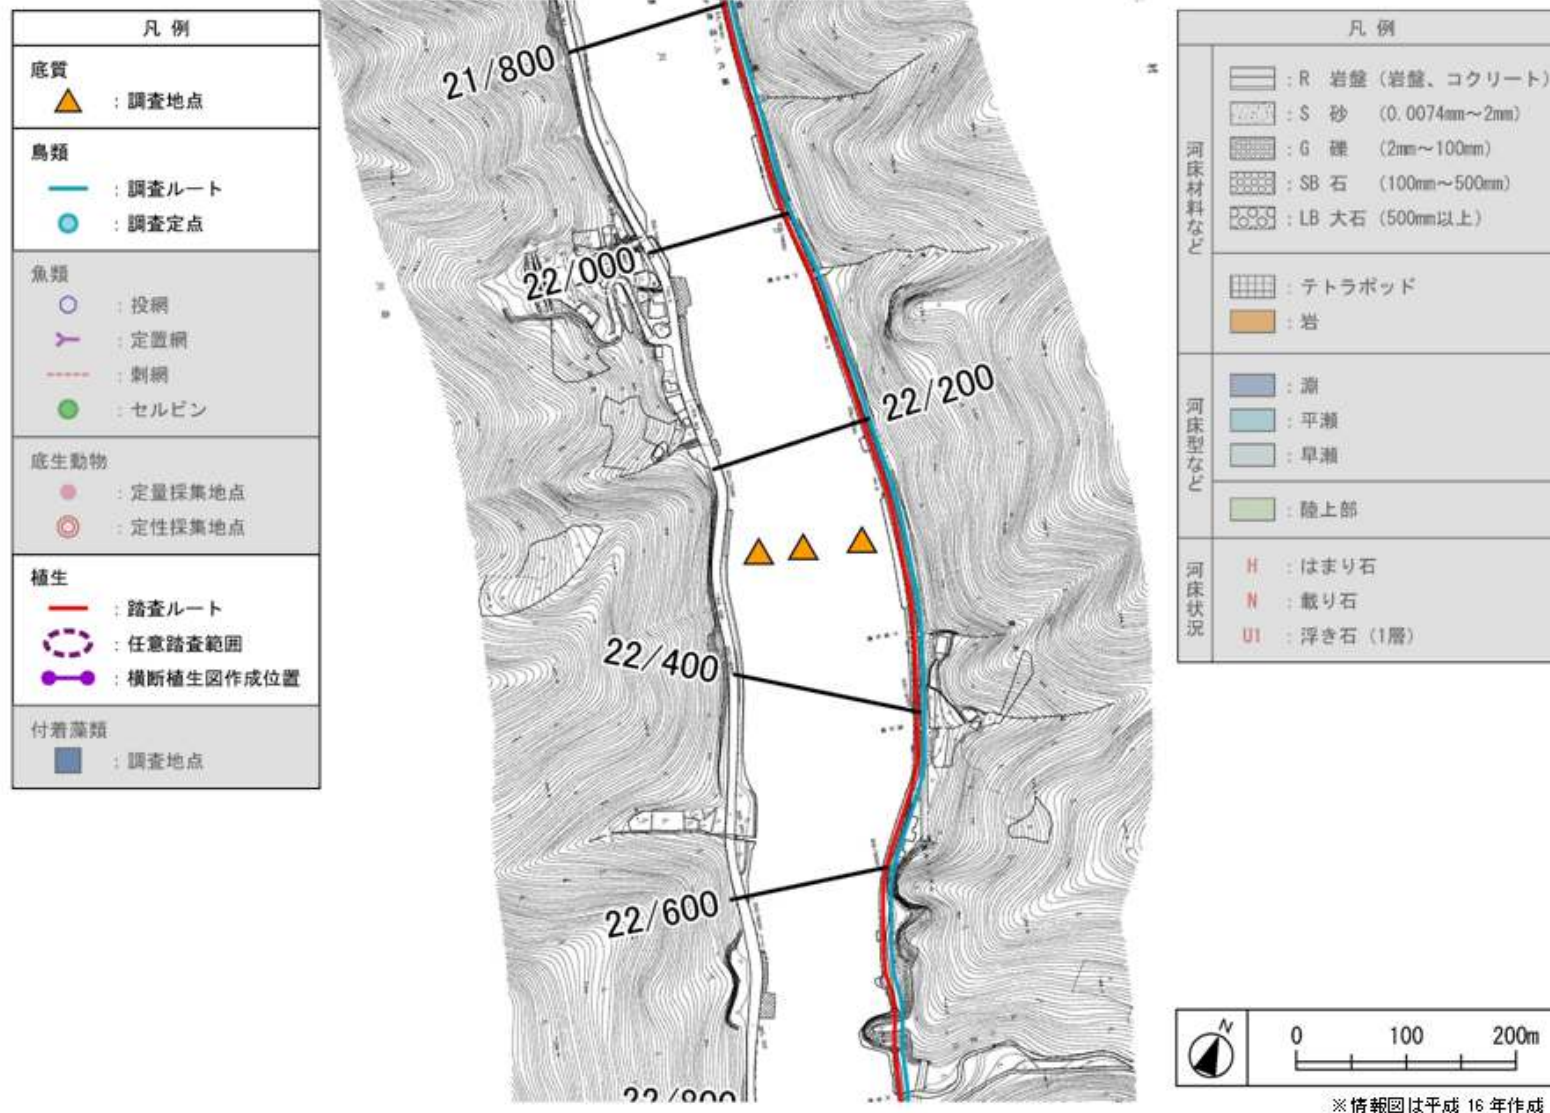 凡 例
底質
：調査地点
鳥類
：調査ルート
：調査定点
魚類
：投網
：定置網
：刺網
：セルビン
底生動物
：定量採集地点
：定性採集地点
植生
：踏査ルート
：任意踏査範囲
：横断植生図作成位置
付着藻類
：調査地点
21/800
22/000
22/200
22/400
22/600
22/800
凡 例
河床材料など
：R 岩盤（岩盤、コクリート）
：S 砂 （0.0074mm～2mm）
：G 礫 （2mm～100mm）
：SB 石 （100mm～500mm）
：LB 大石（500mm以上）
：テトラポッド
：岩
河床型など
：淵
：平瀬
：早瀬
：陸上部
河床状況
H ：はまり石
N ：載り石
U1 ：浮き石（1層）
N
0 100 200m
※情報図は平成 16 年作成